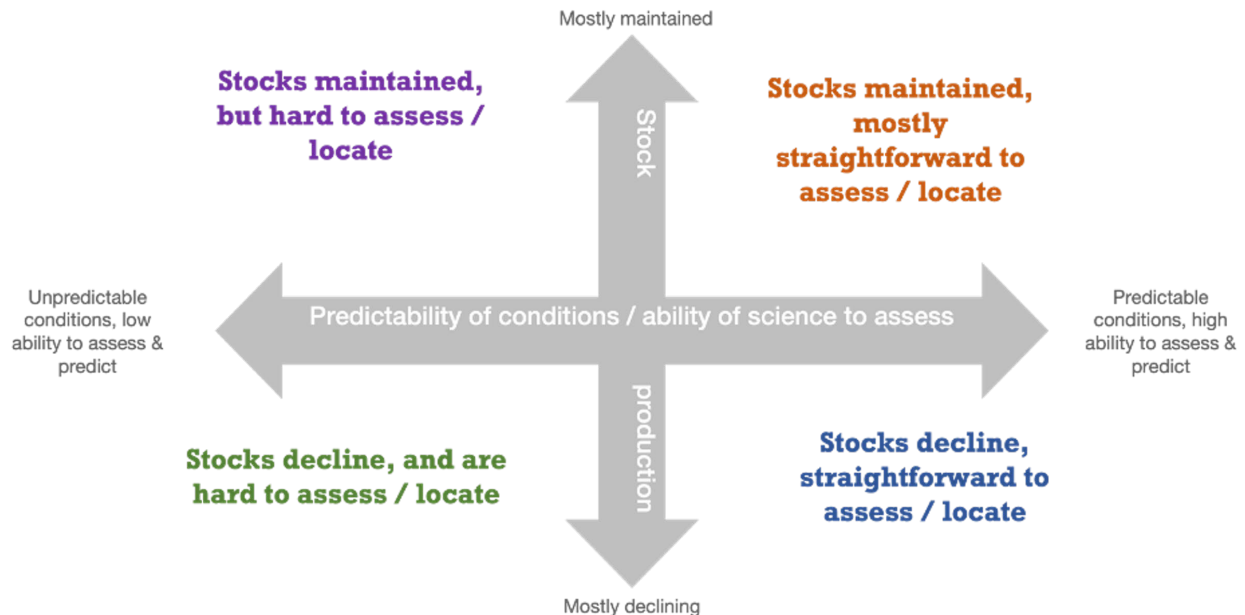 Mostly maintained
Stocks maintained,
but hard to assess /
locate
Stocks maintained,
mostly
straightforward to
assess / locate
Stock
Unpredictable
conditions, low
ability to assess &
predict
Predictability of conditions / ability of science to assess
Predictable
conditions, high
ability to assess &
predict
production
Stocks decline, and are
hard to assess / locate
Stocks decline,
straightforward to
assess / locate
Mostly declining